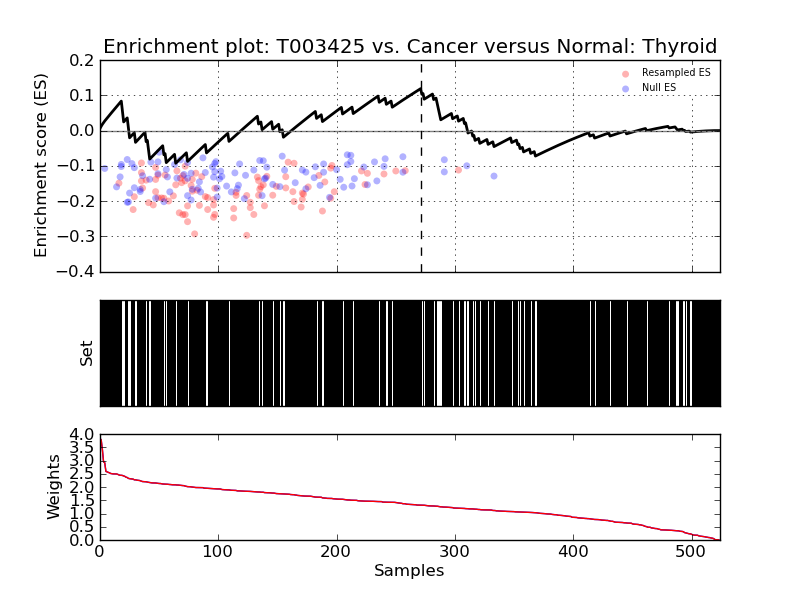 Enrichment plot: T003425 vs. Cancer versus Normal: Thyroid
Enrichment score (ES)
0.2
0.1
0.0
−0.1
−0.2
−0.3
−0.4
Resampled ES
Null ES
Set
Weights
4.0
3.5
3.0
2.5
2.0
1.5
1.0
0.5
0.0
0 100 200 300 400 500
Samples